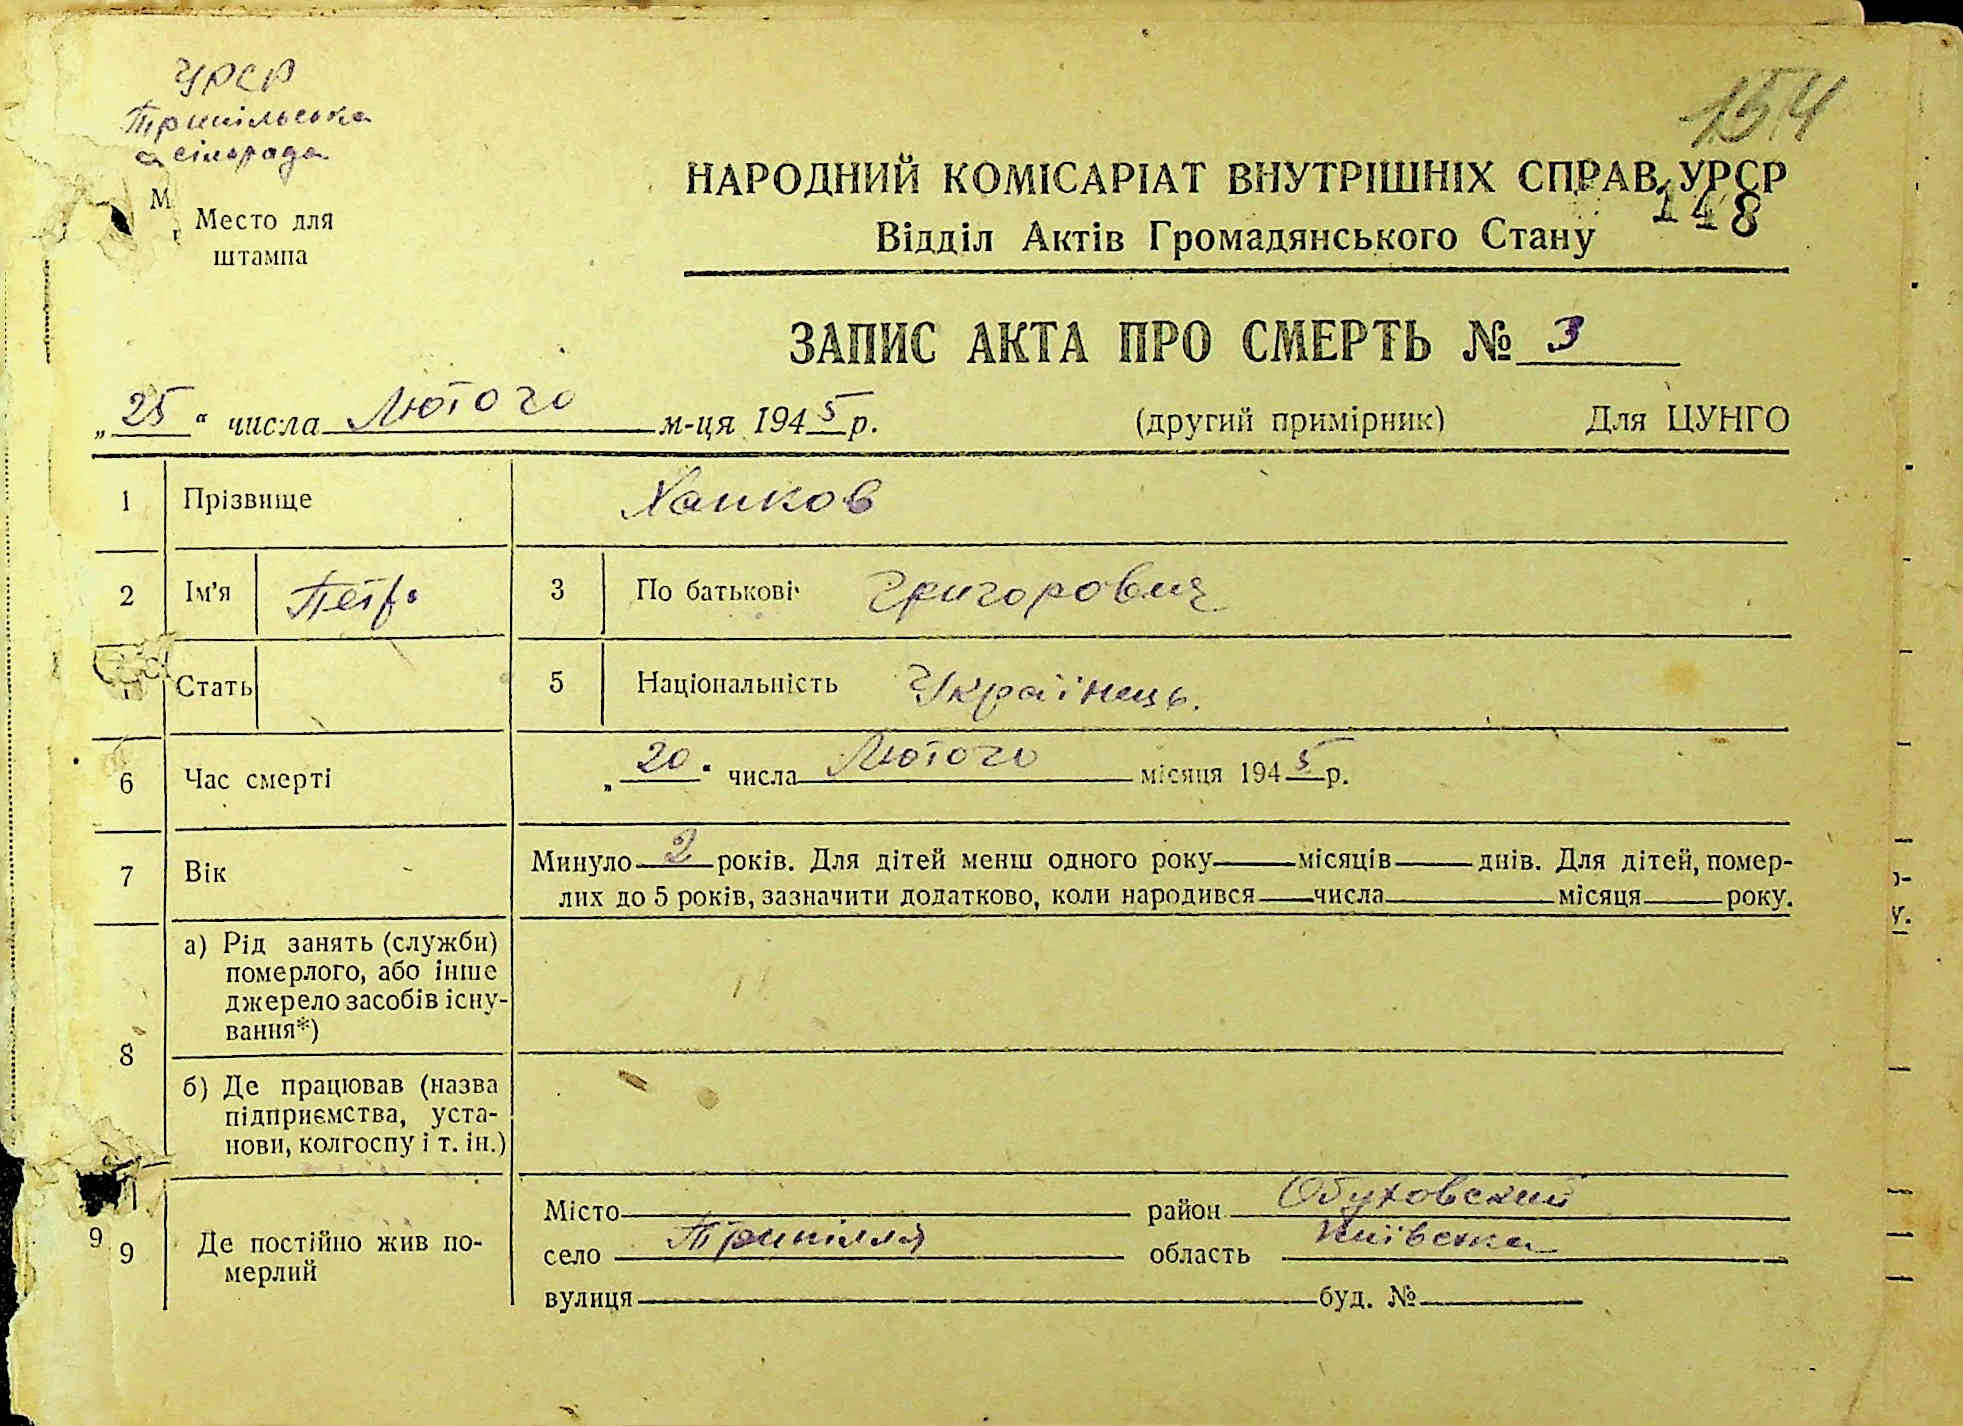 УРСР
Трипільська
сільрада
154
Место для
штампа
НАРОДНИЙ КОМІСАРІАТ ВНУТРІШНІХ СПРАВ УРСР
148
Відділ Актів Громадянського Стану
ЗАПИС АКТА ПРО СМЕРТЬ № 3
„25“ числа Лютого м-ця 1945 р.
(другий примірник) Для ЦУНГО
1 Прізвище Ханков
2 Ім'я Петро 3 По батькові Григорович
Стать 5 Національність Українець.
6 Час смерті „20“ числа Лютого місяця 1945 р.
7 Вік Минуло 2 років. Для дітей менш одного року місяців днів. Для дітей, помер-
лих до 5 років, зазначити додатково, коли народився числа місяця року.
8 а) Рід занять (служби)
померлого, або інше
джерело засобів існу-
вання*)
б) Де працював (назва
підприємства, уста-
нови, колгоспу і т. ін.)
9 9 Де постійно жив по-
мерлий
Місто район Обуховский
село Трипілля область Київська
вулиця буд. №